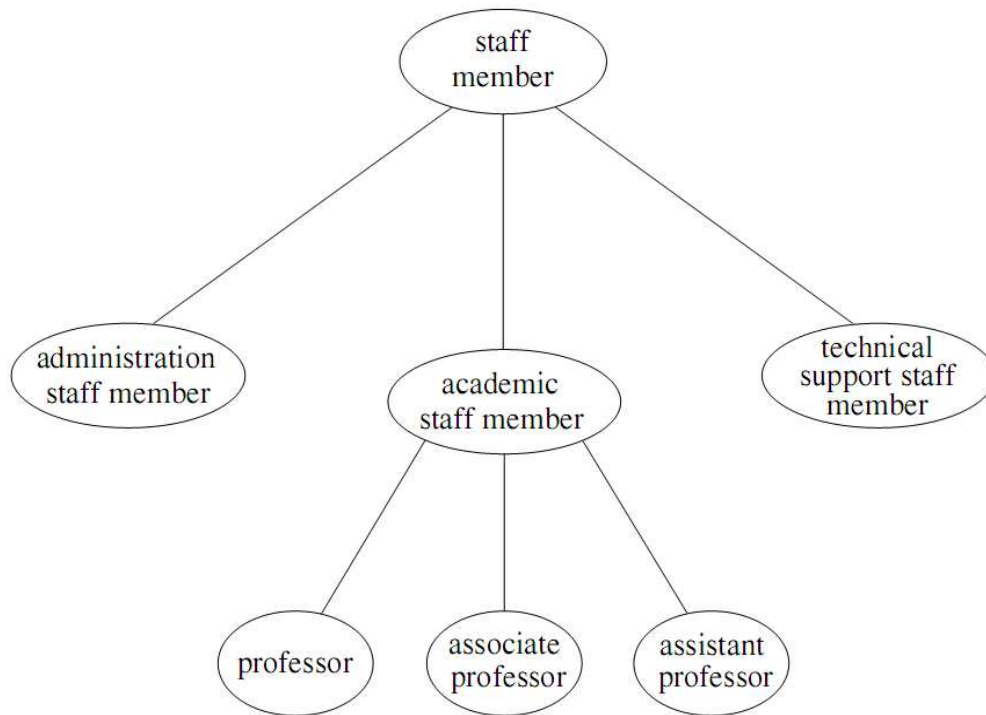 staff
member
administration
staff member
academic
staff member
technical
support staff
member
professor
associate
professor
assistant
professor